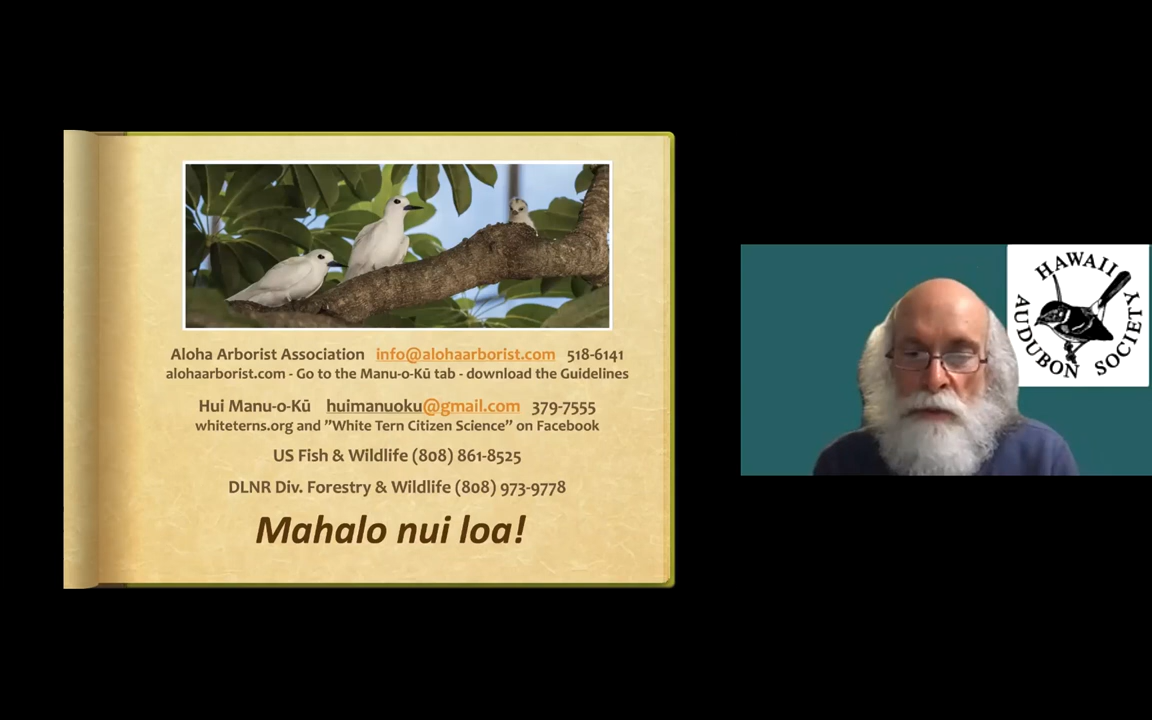 Aloha Arborist Association info@alohaarborist.com 518-6141
alohaarborist.com - Go to the Manu-o-Kū tab - download the Guidelines
Hui Manu-o-Kū huimanuoku@gmail.com 379-7555
whiteterns.org and ”White Tern Citizen Science” on Facebook
US Fish & Wildlife (808) 861-8525
DLNR Div. Forestry & Wildlife (808) 973-9778
Mahalo nui loa!
HAWAII
AUDUBON SOCIETY